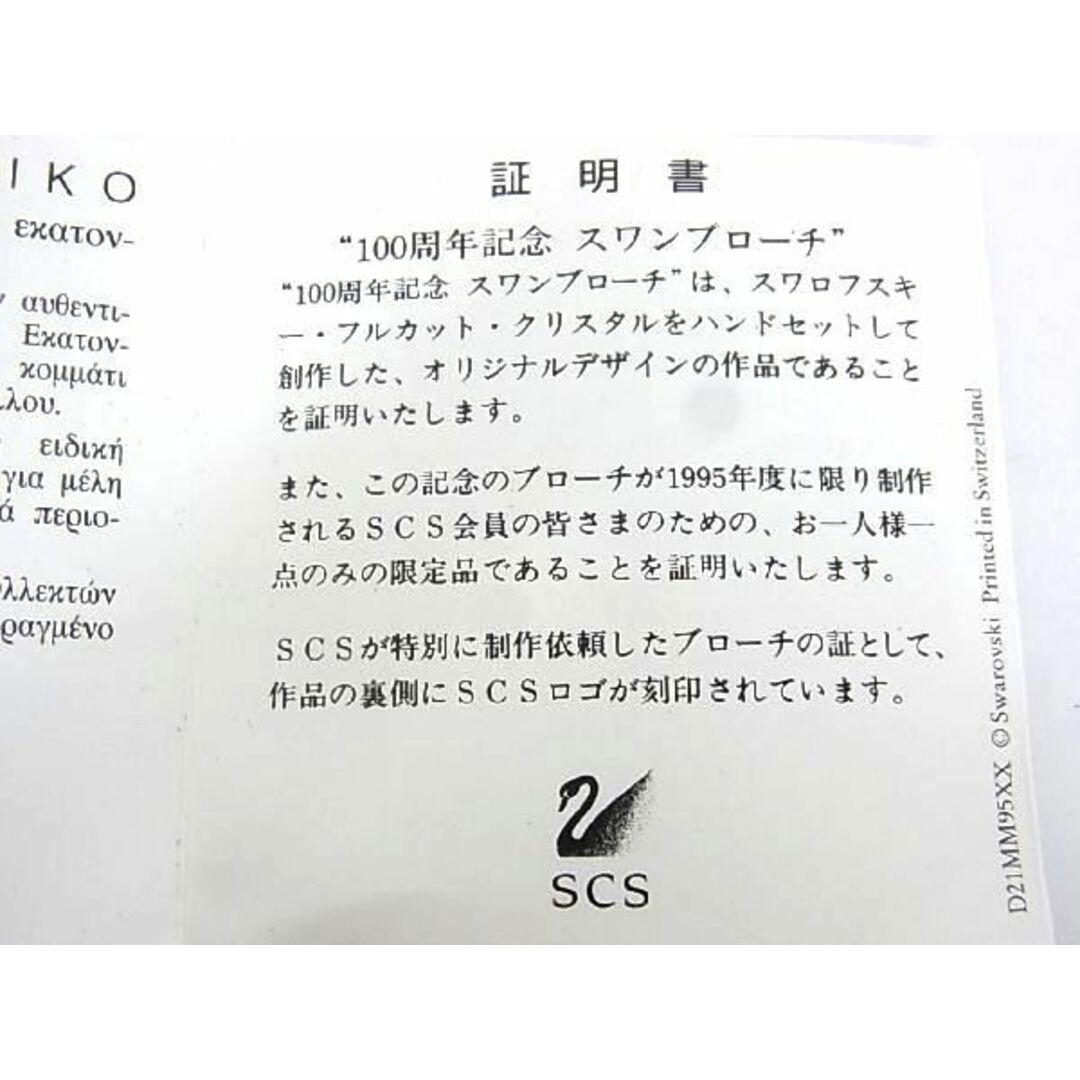 ΙΚΟ
εκατον-
αυθεντι-
Εκατον-
κομμάτι
λου.
ειδική
για μέλη
περιο-
λλεκτών
ραγμένο
証明書
“100周年記念 スワンブローチ”
“100周年記念 スワンブローチ”は、スワロフスキ
ー・フルカット・クリスタルをハンドセットして
創作した、オリジナルデザインの作品であること
を証明いたします。
また、この記念のブローチが1995年度に限り制作
されるSCS会員の皆さまのための、お一人様一
点のみの限定品であることを証明いたします。
SCSが特別に制作依頼したブローチの証として、
作品の裏側にSCSロゴが刻印されています。
SCS
D21MM95XX © Swarovski Printed in Switzerland